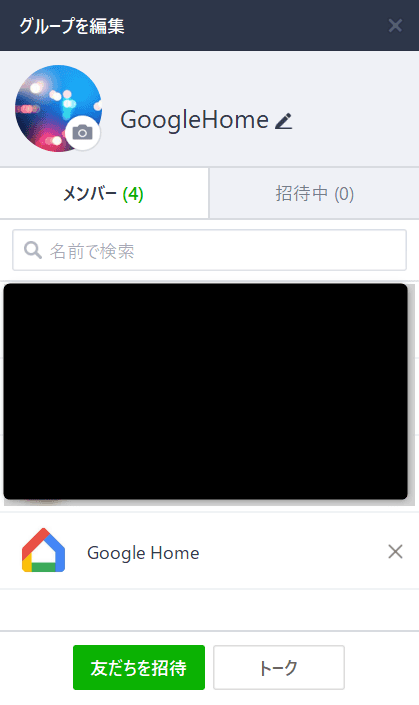 グループを編集
GoogleHome
メンバー (4)
招待中 (0)
名前で検索
Google Home
友だちを招待
トーク